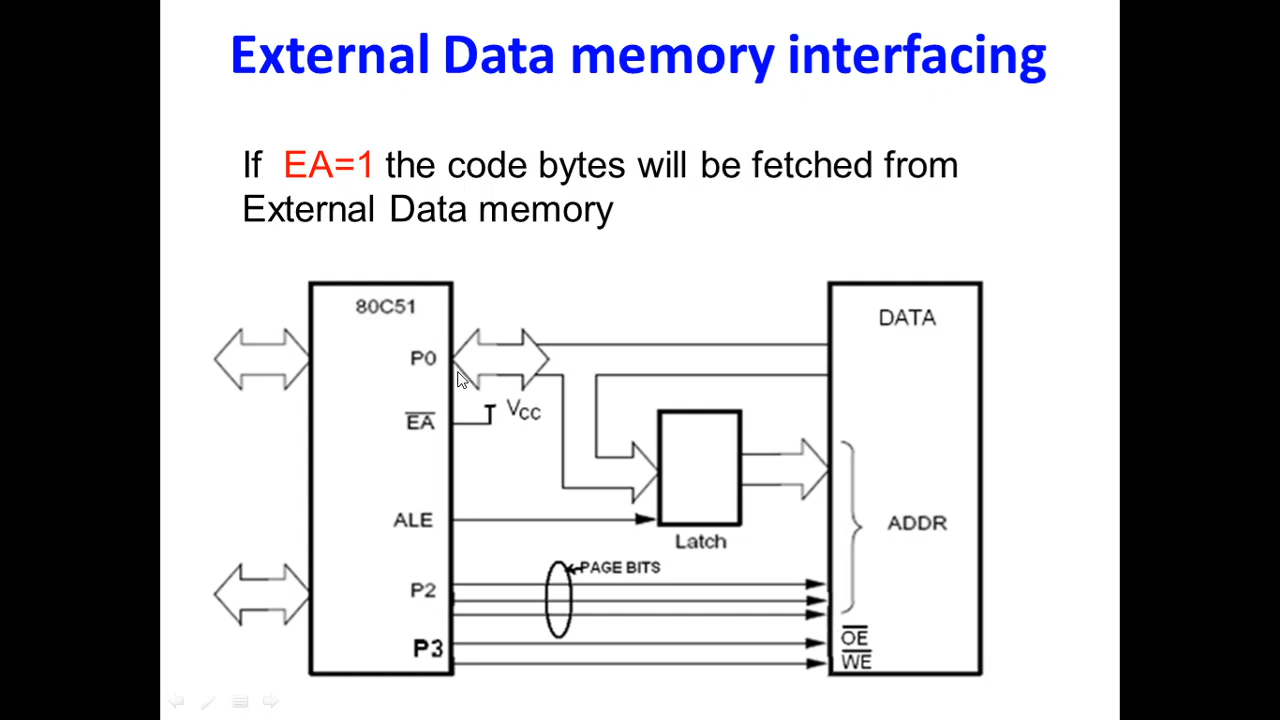 External Data memory interfacing
If EA=1 the code bytes will be fetched from
External Data memory
80C51
DATA
P0
EA
VCC
ALE
ADDR
Latch
PAGE BITS
P2
P3
OE
WE